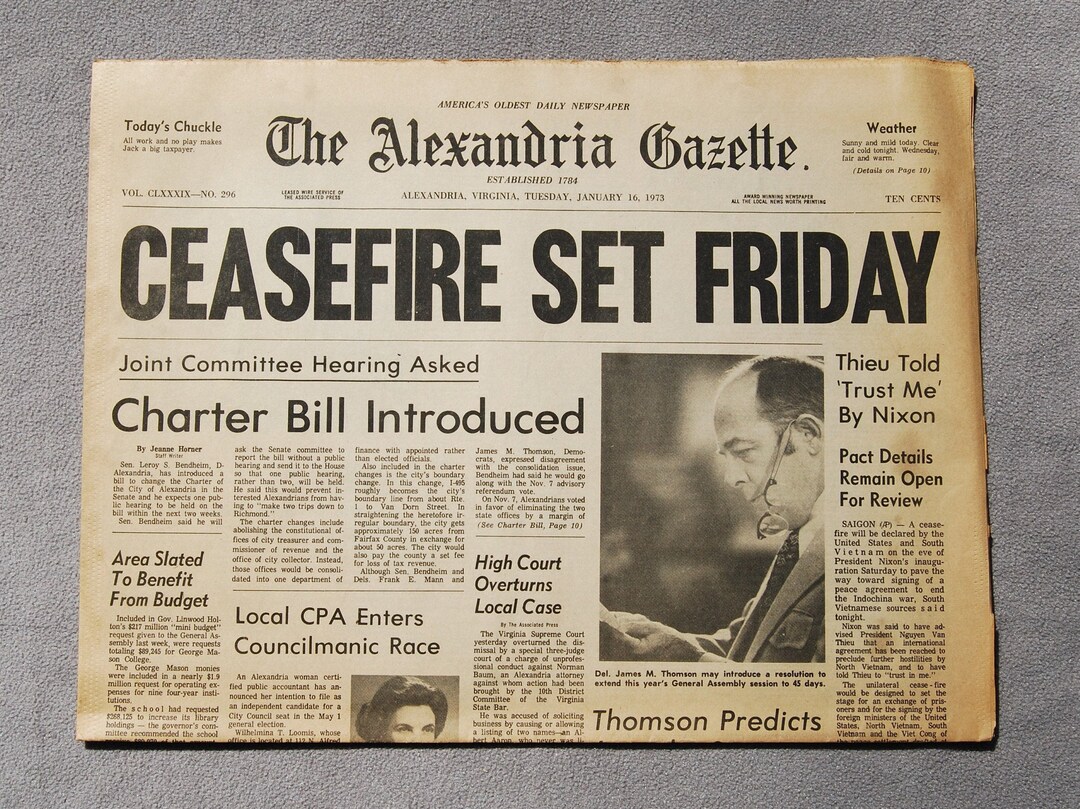 AMERICA'S OLDEST DAILY NEWSPAPER
Today's Chuckle
All work and no play makes
Jack a big taxpayer.
The Alexandria Gazette.
ESTABLISHED 1784
Weather
Sunny and mild today. Clear
and cold tonight. Wednesday,
fair and warm.
(Details on Page 10)
VOL. CLXXXIX—NO. 296
LEASED WIRE SERVICE OF
THE ASSOCIATED PRESS
ALEXANDRIA, VIRGINIA, TUESDAY, JANUARY 16, 1973
AWARD WINNING NEWSPAPER
ALL THE LOCAL NEWS WORTH PRINTING
TEN CENTS
CEASEFIRE SET FRIDAY
Joint Committee Hearing Asked
Charter Bill Introduced
By Jeanne Horner
Staff Writer
Sen. Leroy S. Bendheim, D-
Alexandria, has introduced a
bill to change the Charter of
the City of Alexandria in the
Senate and he expects one pub-
lic hearing to be held on the
bill within the next two weeks.
Sen. Bendheim said he will
ask the Senate committee to
report the bill without a public
hearing and send it to the House
so that one public hearing,
rather than two, will be held.
He said this would prevent in-
terested Alexandrians from hav-
ing to "make two trips down to
Richmond."
The charter changes include
abolishing the constitutional of-
fices of city treasurer and com-
missioner of revenue and the
office of city collector. Instead,
those offices would be consoli-
dated into one department of
finance with appointed rather
than elected officials.
Also included in the charter
changes is the city's boundary
change. In this change, I-495
roughly becomes the city's
boundary line from about Rte.
1 to Van Dorn Street. In
straightening the heretofore ir-
regular boundary, the city gets
approximately 150 acres from
Fairfax County in exchange for
about 50 acres. The city would
also pay the county a set fee
for loss of tax revenue.
Although Sen. Bendheim and
Dels. Frank E. Mann and
James M. Thomson, Demo-
crats, expressed disagreement
with the consolidation issue,
Bendheim had said he would go
along with the Nov. 7 advisory
referendum vote.
On Nov. 7, Alexandrians voted
in favor of eliminating the two
state offices by a margin of
(See Charter Bill, Page 10)
Area Slated
To Benefit
From Budget
Included in Gov. Linwood Hol-
ton's $217 million "mini budget"
request given to the General As-
sembly last week, were requests
totaling $89,245 for George Ma-
son College.
The George Mason monies
were included in a nearly $1.9
million request for operating ex-
penses for nine four-year insti-
tutions.
The school had requested
$268,125 to increase its library
holdings — the governor's com-
mittee recommended the school
Local CPA Enters
Councilmanic Race
An Alexandria woman certi-
fied public accountant has an-
nounced her intention to file as
an independent candidate for a
City Council seat in the May 1
general election.
Wilhelmina T. Loomis, whose
office is located at 112 N. Alfred
High Court
Overturns
Local Case
By The Associated Press
The Virginia Supreme Court
yesterday overturned the dis-
missal by a special three-judge
court of a charge of unprofes-
sional conduct against Norman
Baum, an Alexandria attorney
against whom action had been
brought by the 10th District
Committee of the Virginia
State Bar.
He was accused of soliciting
business by causing or allowing
a listing of two names—an Al-
bert Aaron, who never was li-
Del. James M. Thomson may introduce a resolution to
extend this year's General Assembly session to 45 days.
Thomson Predicts
Thieu Told
'Trust Me'
By Nixon
Pact Details
Remain Open
For Review
SAIGON (AP) — A cease-
fire will be declared by the
United States and South
Vietnam on the eve of
President Nixon's inaugu-
ration Saturday to pave the
way toward signing of a
peace agreement to end
the Indochina war, South
Vietnamese sources said
tonight.
Nixon was said to have ad-
vised President Nguyen Van
Thieu that an international
agreement has been reached to
preclude further hostilities by
North Vietnam, and to have
told Thieu to "trust in me."
The unilateral cease-fire
would be designed to set the
stage for an exchange of pris-
oners and for the signing by the
foreign ministers of the United
States, North Vietnam, South
Vietnam and the Viet Cong of